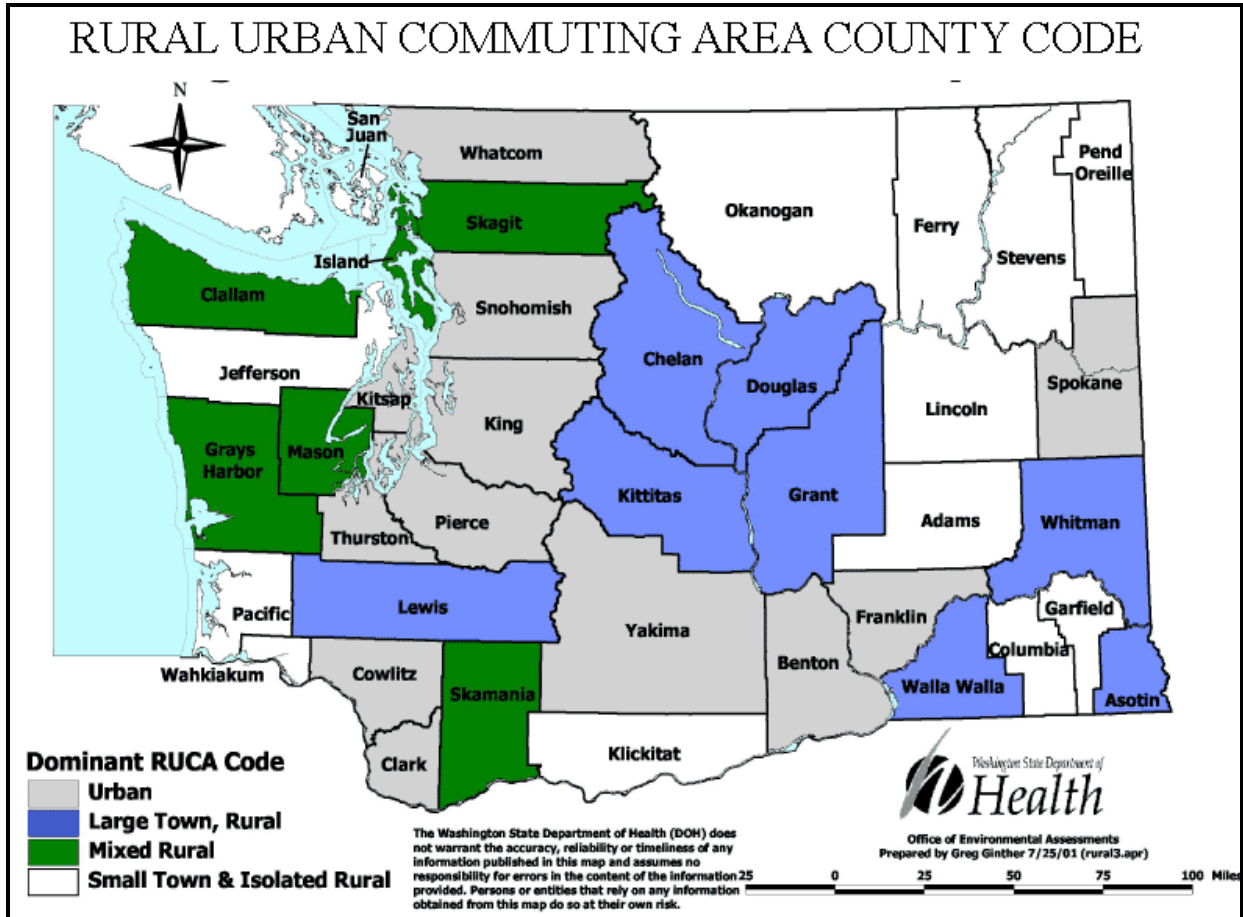 RURAL URBAN COMMUTING AREA COUNTY CODE
N
San
Juan
Whatcom
Pend
Oreille
Okanogan
Skagit
Ferry
Stevens
Island
Clallam
Snohomish
Chelan
Jefferson
Douglas
Spokane
Kitsap
Lincoln
King
Grays
Harbor
Mason
Kittitas
Grant
Adams
Whitman
Pierce
Thurston
Lewis
Pacific
Garfield
Franklin
Yakima
Columbia
Benton
Wahkiakum
Cowlitz
Skamania
Walla Walla
Asotin
Klickitat
Clark
Dominant RUCA Code
Urban
Large Town, Rural
Mixed Rural
Small Town & Isolated Rural
The Washington State Department of Health (DOH) does
not warrant the accuracy, reliability or timeliness of any
information published in this map and assumes no
responsibility for errors in the content of the information
provided. Persons or entities that rely on any information
obtained from this map do so at their own risk.
Washington State Department of
Health
Office of Environmental Assessments
Prepared by Greg Ginther 7/25/01 (rural3.apr)
25 0 25 50 75 100 Miles